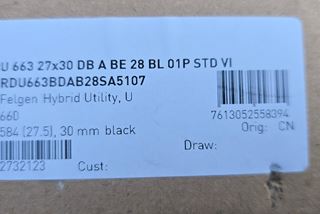 U 663 27x30 DB A BE 28 BL 01P STD VI
RDU663BDAB28SA5107
Felgen Hybrid Utility, U
660
7613052558394
584 (27.5), 30 mm black
Orig: CN
Draw:
2732123 Cust: